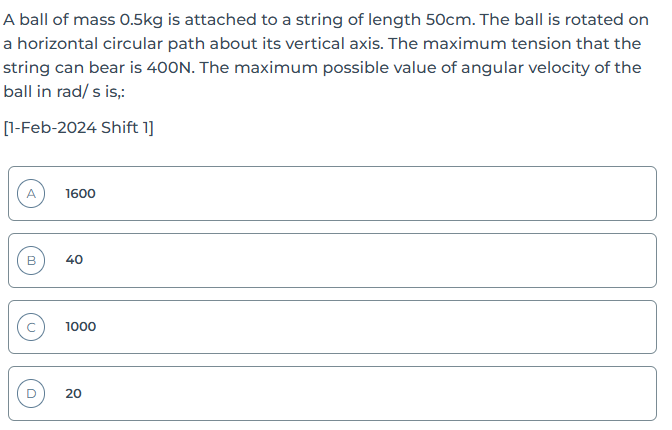 A ball of mass 0.5kg is attached to a string of length 50cm. The ball is rotated on
a horizontal circular path about its vertical axis. The maximum tension that the
string can bear is 400N. The maximum possible value of angular velocity of the
ball in rad/ s is,:
[1-Feb-2024 Shift 1]
A 1600
B 40
C 1000
D 20